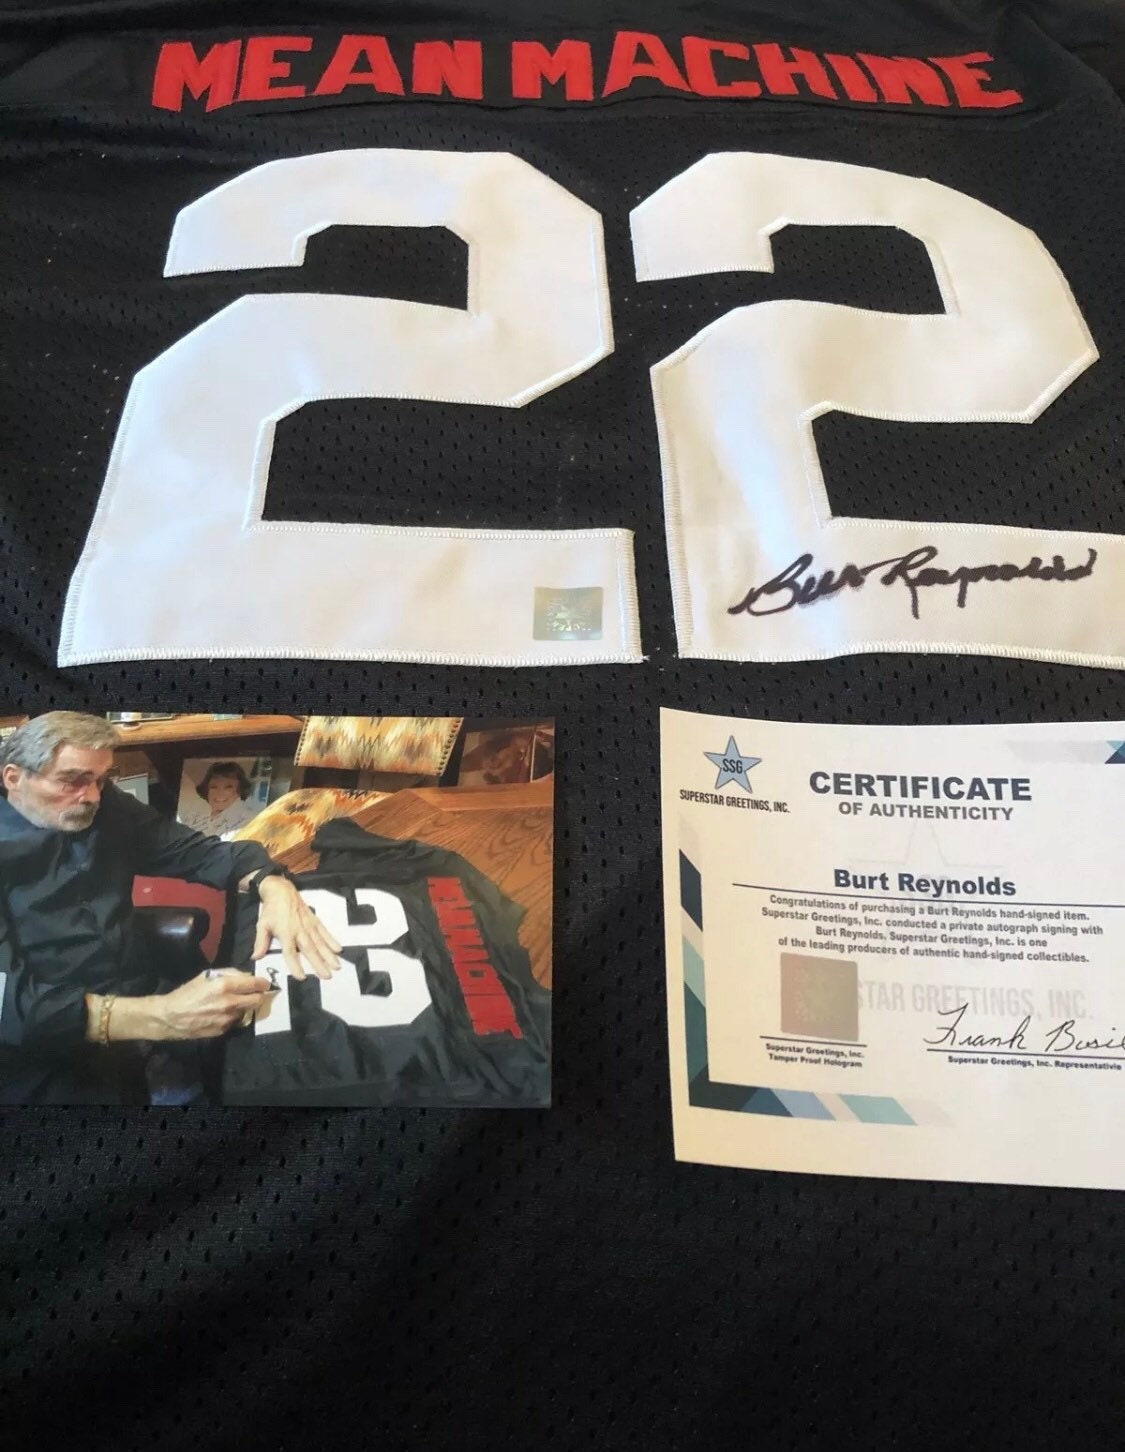 MEAN MACHINE
22
Burt Reynolds
22
MACHINE
SSG
SUPERSTAR GREETINGS, INC.
CERTIFICATE
OF AUTHENTICITY
Burt Reynolds
Congratulations of purchasing a Burt Reynolds hand-signed item.
Superstar Greetings, Inc. conducted a private autograph signing with
Burt Reynolds. Superstar Greetings, Inc. is one
of the leading producers of authentic hand-signed collectibles.
STAR GREETINGS, INC.
Frank
Superstar Greetings, Inc.
Tamper Proof Hologram
Superstar Greetings, Inc. Representative